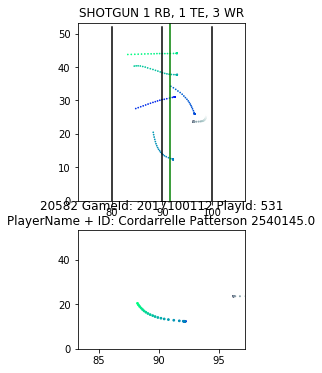 SHOTGUN 1 RB, 1 TE, 3 WR
50
40
30
20
10
0
80 90 100
20582 GameId: 2017100112 PlayId: 531
PlayerName + ID: Cordarrelle Patterson 2540145.0
40
20
0
85 90 95